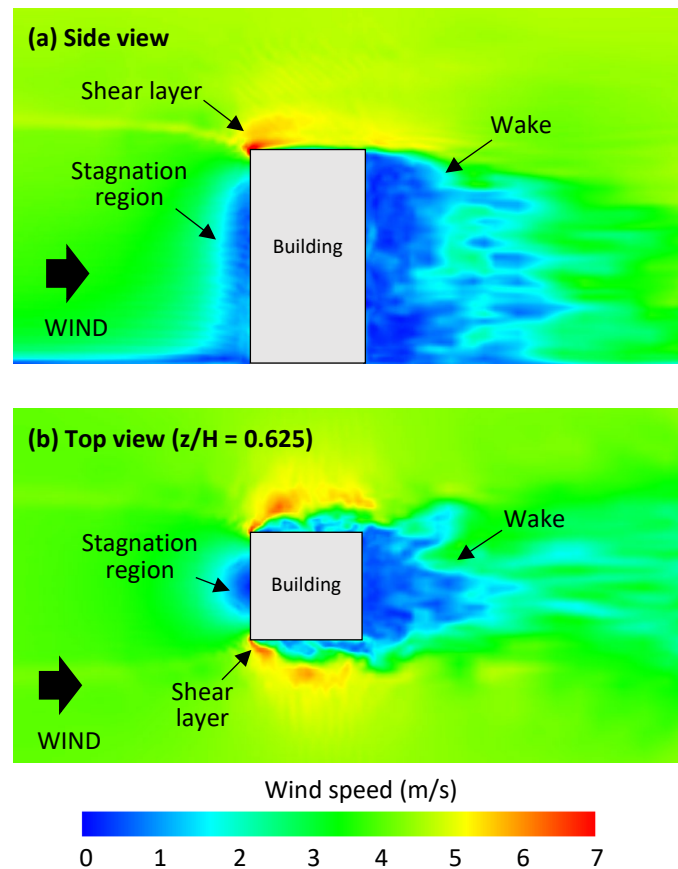 (a) Side view
Shear layer
Wake
Stagnation
region
Building
WIND
(b) Top view (z/H = 0.625)
Wake
Stagnation
region
Building
Shear
layer
WIND
Wind speed (m/s)
0 1 2 3 4 5 6 7